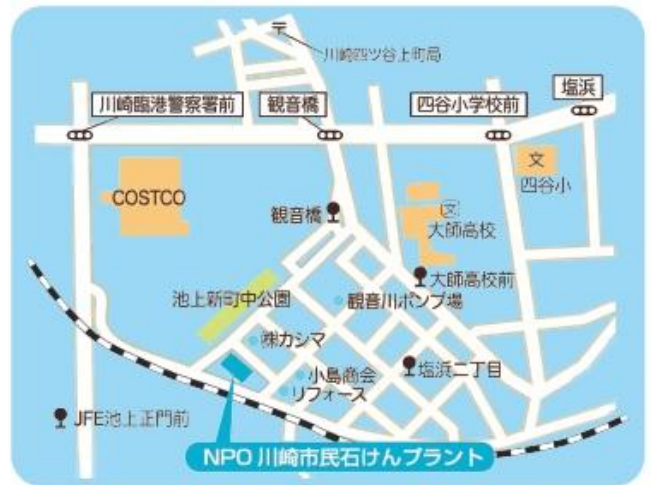 〒
川崎四ツ谷上町局
塩浜
川崎臨港警察署前
観音橋
四谷小学校前
文
四谷小
COSTCO
観音橋
文
大師高校
大師高校前
池上新町中公園
観音川ポンプ場
㈱カシマ
小島商会
リフォース
塩浜二丁目
JFE池上正門前
NPO 川崎市民石けんプラント